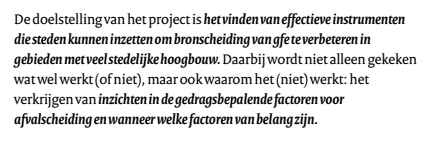 De doelstelling van het project is het vinden van effectieve instrumenten
die steden kunnen inzetten om bronscheiding van gfe te verbeteren in
gebieden met veel stedelijke hoogbouw. Daarbij wordt niet alleen gekeken
wat wel werkt (of niet), maar ook waarom het (niet) werkt: het
verkrijgen van inzichten in de gedragsbepalende factoren voor
afvalscheiding en wanneer welke factoren van belang zijn.